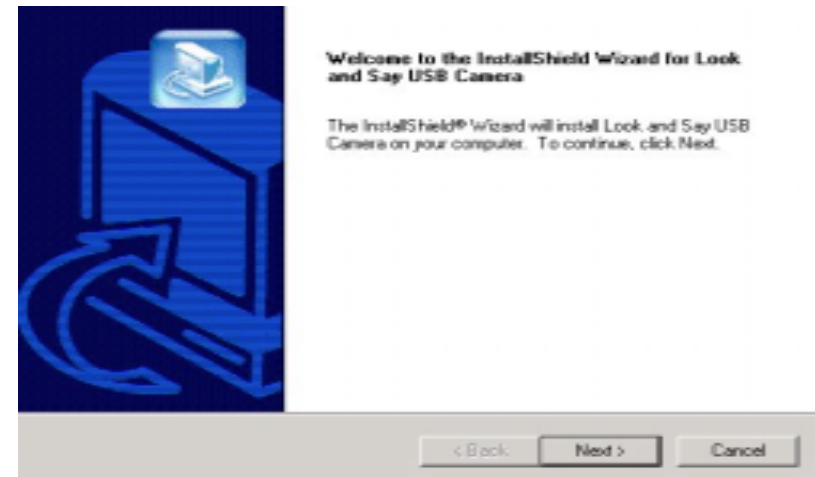 Welcome to the InstallShield Wizard for Look
and Say USB Camera
The InstallShield® Wizard will install Look and Say USB
Camera on your computer. To continue, click Next.
< Back
Next >
Cancel